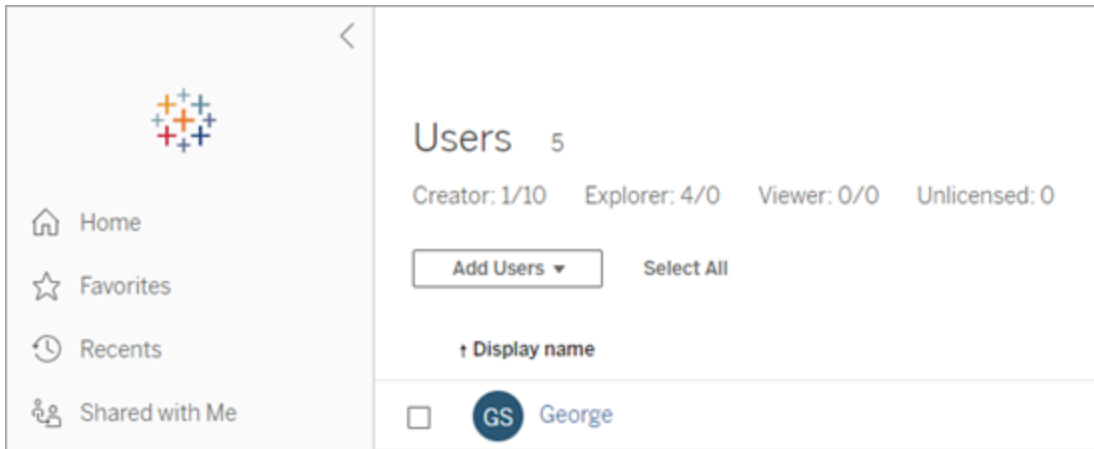 Home
Favorites
Recents
Shared with Me
Users 5
Creator: 1/10 Explorer: 4/0 Viewer: 0/0 Unlicensed: 0
Add Users ▾ Select All
↑ Display name
GS George